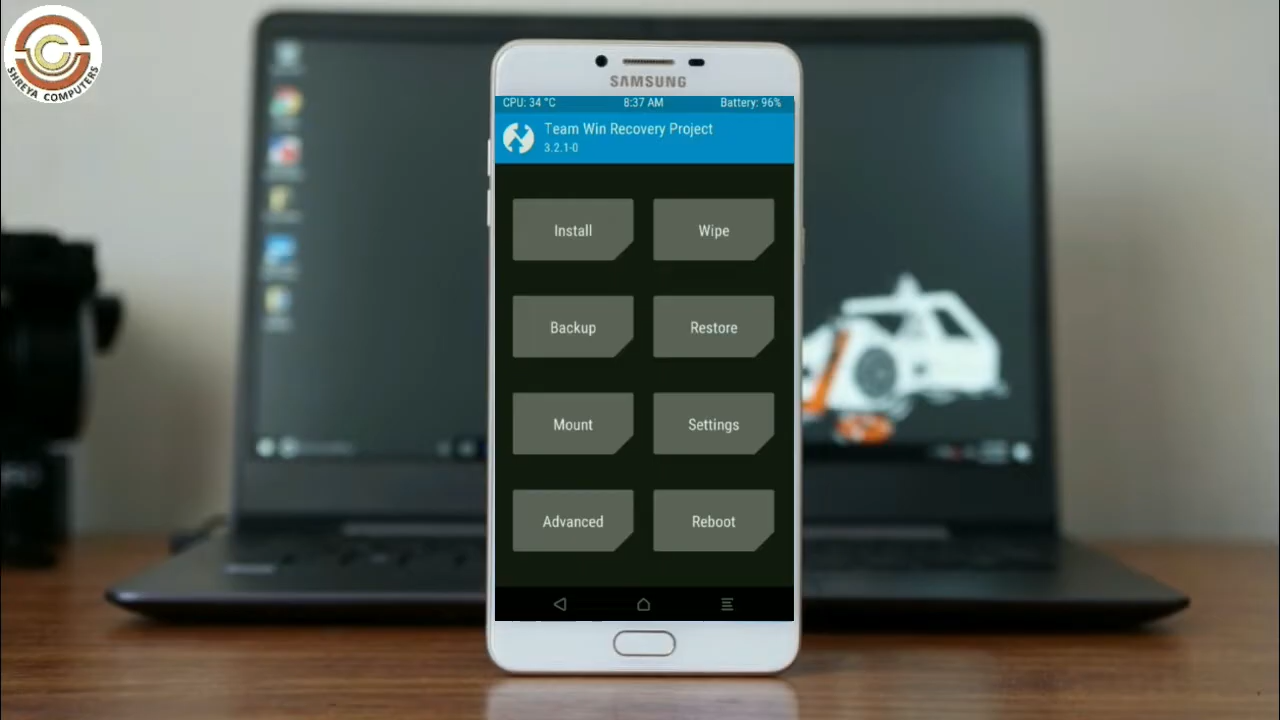 SHREYA COMPUTERS
SAMSUNG
CPU: 34 °C 8:37 AM Battery: 96%
Team Win Recovery Project
3.2.1-0
Install Wipe
Backup Restore
Mount Settings
Advanced Reboot